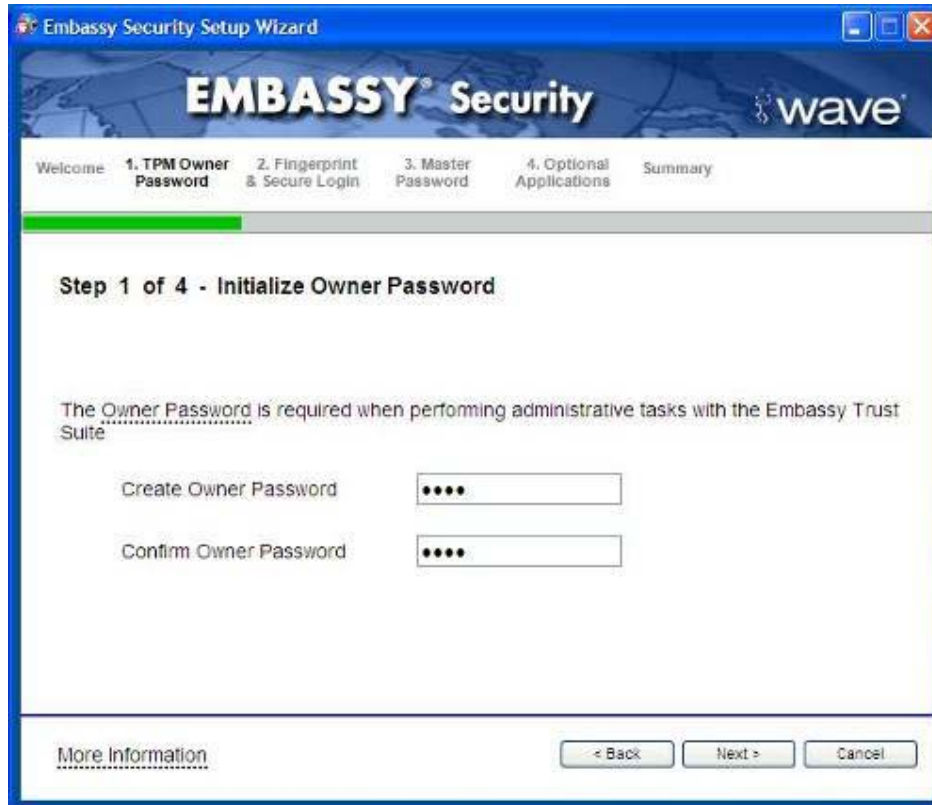 Embassy Security Setup Wizard
EMBASSY® Security
wave
Welcome
1. TPM Owner
Password
2. Fingerprint
& Secure Login
3. Master
Password
4. Optional
Applications
Summary
Step 1 of 4 - Initialize Owner Password
The Owner Password is required when performing administrative tasks with the Embassy Trust
Suite
Create Owner Password
••••
Confirm Owner Password
••••
More Information
< Back
Next >
Cancel